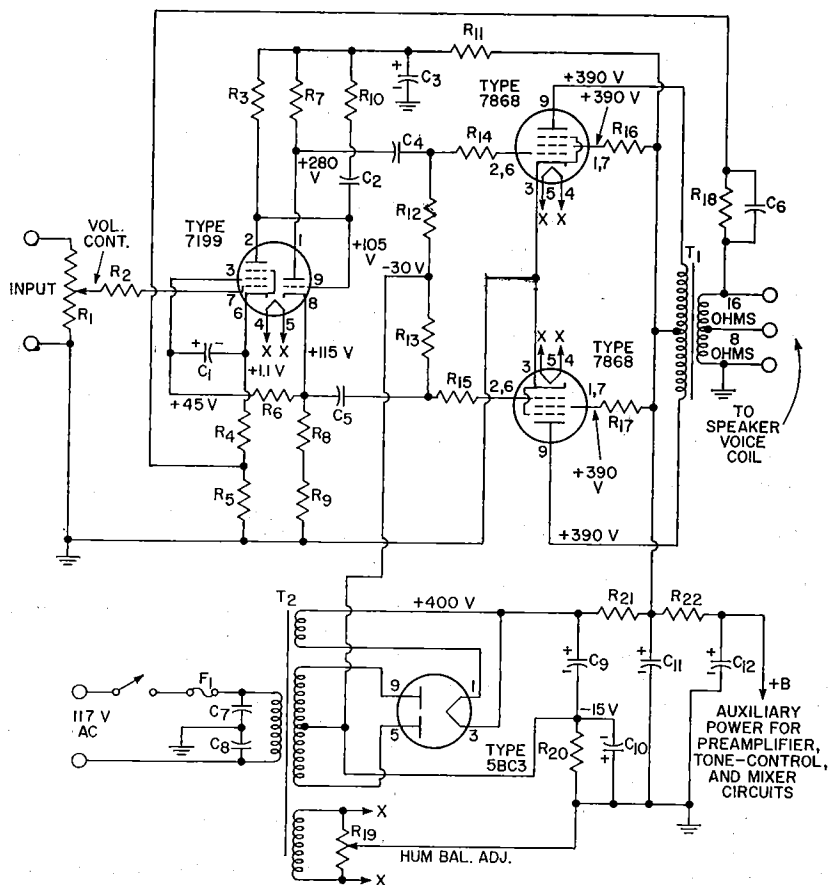 R11
R3
R7
R10
+
-
C3
TYPE
7868
+390 V
+390 V
9
R14
R16
C4
2,6
1,7
3
5
4
X X
+280
V
C2
R18
C6
VOL.
CONT.
TYPE
7199
2
1
R12
+105
V
R2
3
9
7
8
6
4
5
X X
INPUT
R1
-30 V
T1
16
OHMS
8
OHMS
+ -
C1
+1.1 V
+115 V
R13
X
X
3
5
4
TYPE
7868
+45 V
R6
C5
R15
2,6
1,7
R17
9
R4
R8
+390
V
TO
SPEAKER
VOICE
COIL
R5
R9
+390 V
T2
+400 V
R21
R22
+
-
C9
+
-
C11
+
-
C12
+B
F1
9
1
5
3
117 V
AC
C7
C8
-15 V
TYPE
5BC3
R20
-
+
C10
AUXILIARY
POWER FOR
PREAMPLIFIER,
TONE-CONTROL,
AND MIXER
CIRCUITS
X
R19
HUM BAL. ADJ.
X